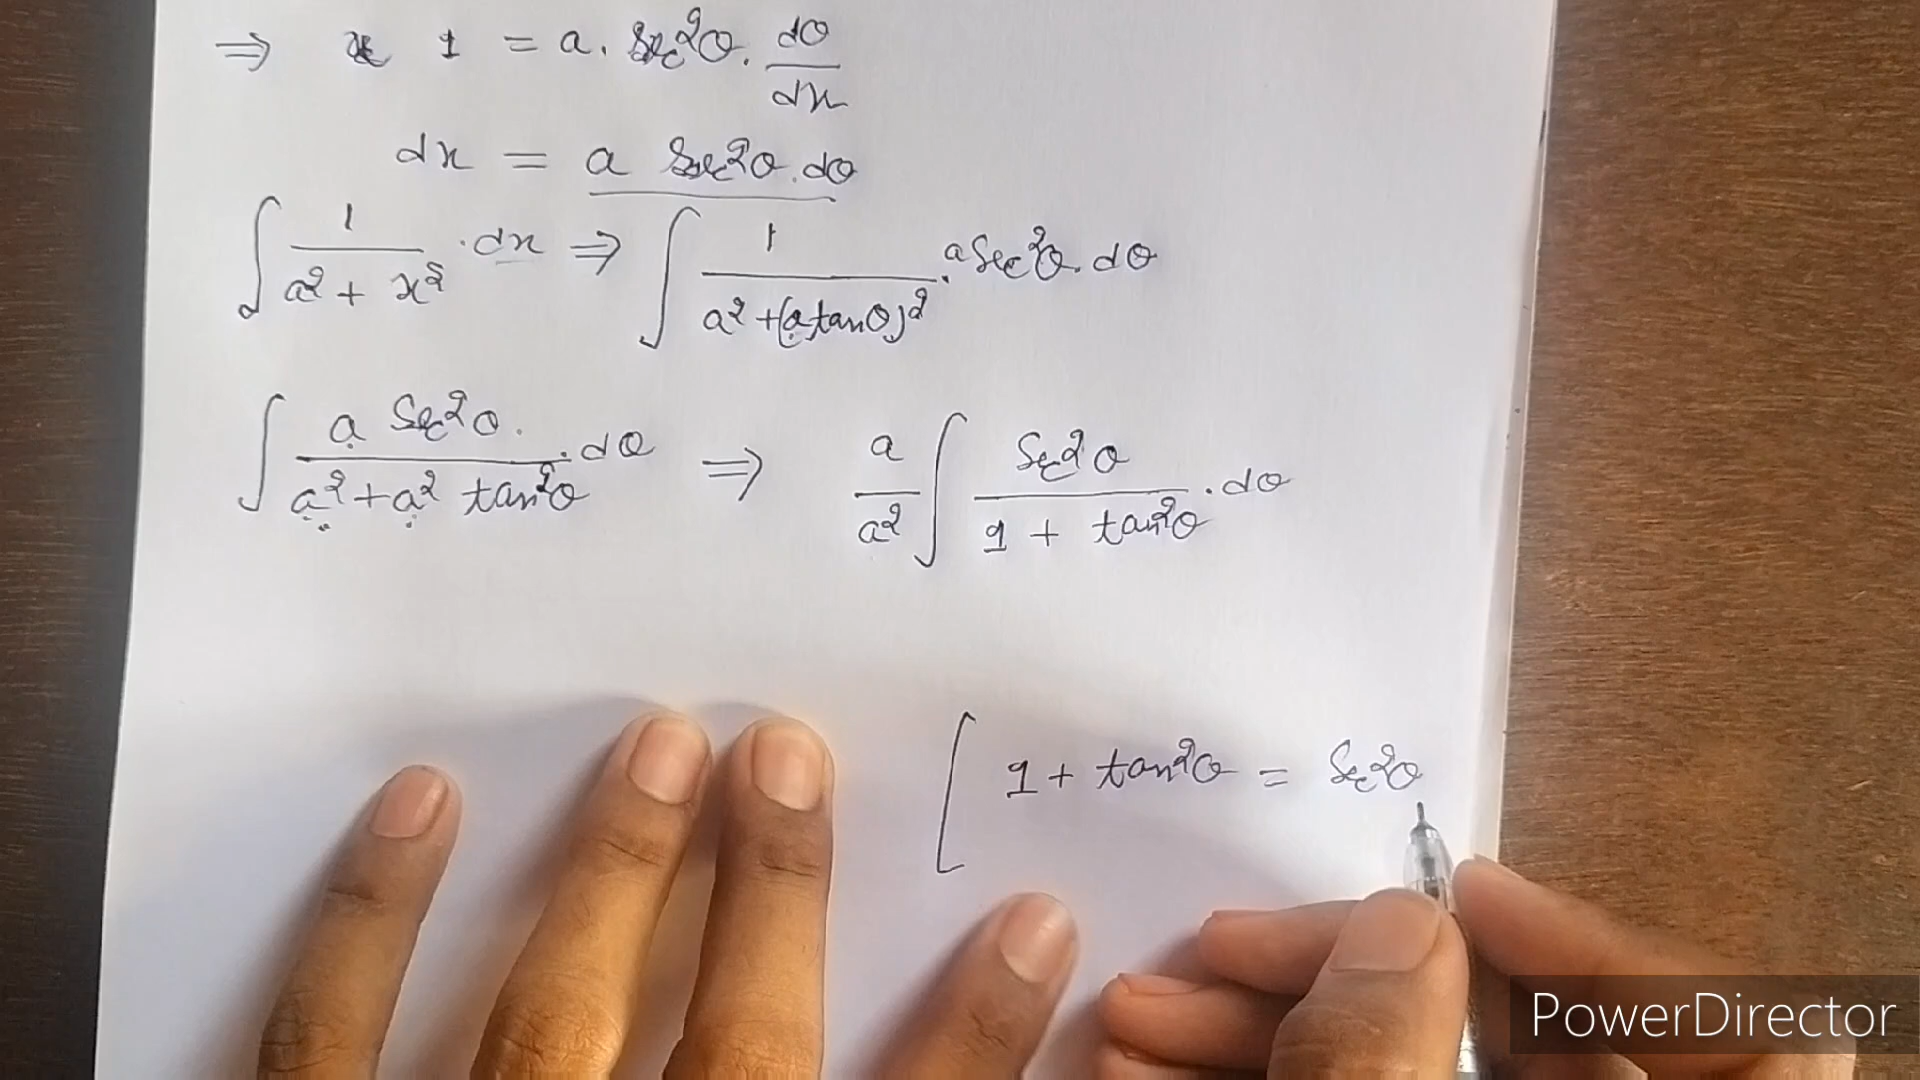 ⇒ 1 = a. Sec²θ. dθ/dx
dx = a Sec²θ.dθ
∫ 1/(a² + x²) .dx ⇒ ∫ 1/(a² + (a tanθ)²) . a Sec²θ. dθ
∫ a Sec²θ./(a² + a² tan²θ) .dθ ⇒ a/a² ∫ Sec²θ/(1 + tan²θ) .dθ
[ 1 + tan²θ = Sec²θ
PowerDirector